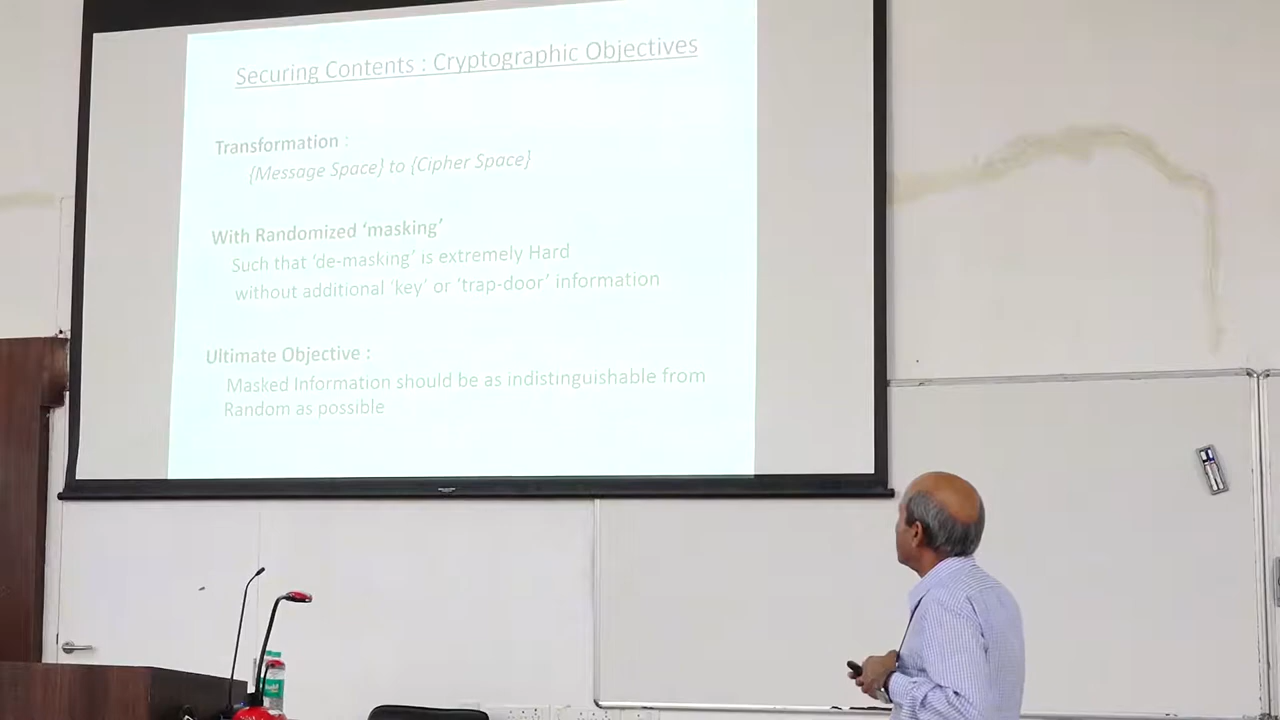 Securing Contents : Cryptographic Objectives
Transformation :
{Message Space} to {Cipher Space}
With Randomized ‘masking’
Such that ‘de-masking’ is extremely Hard
without additional ‘key’ or ‘trap-door’ information
Ultimate Objective :
Masked Information should be as indistinguishable from
Random as possible